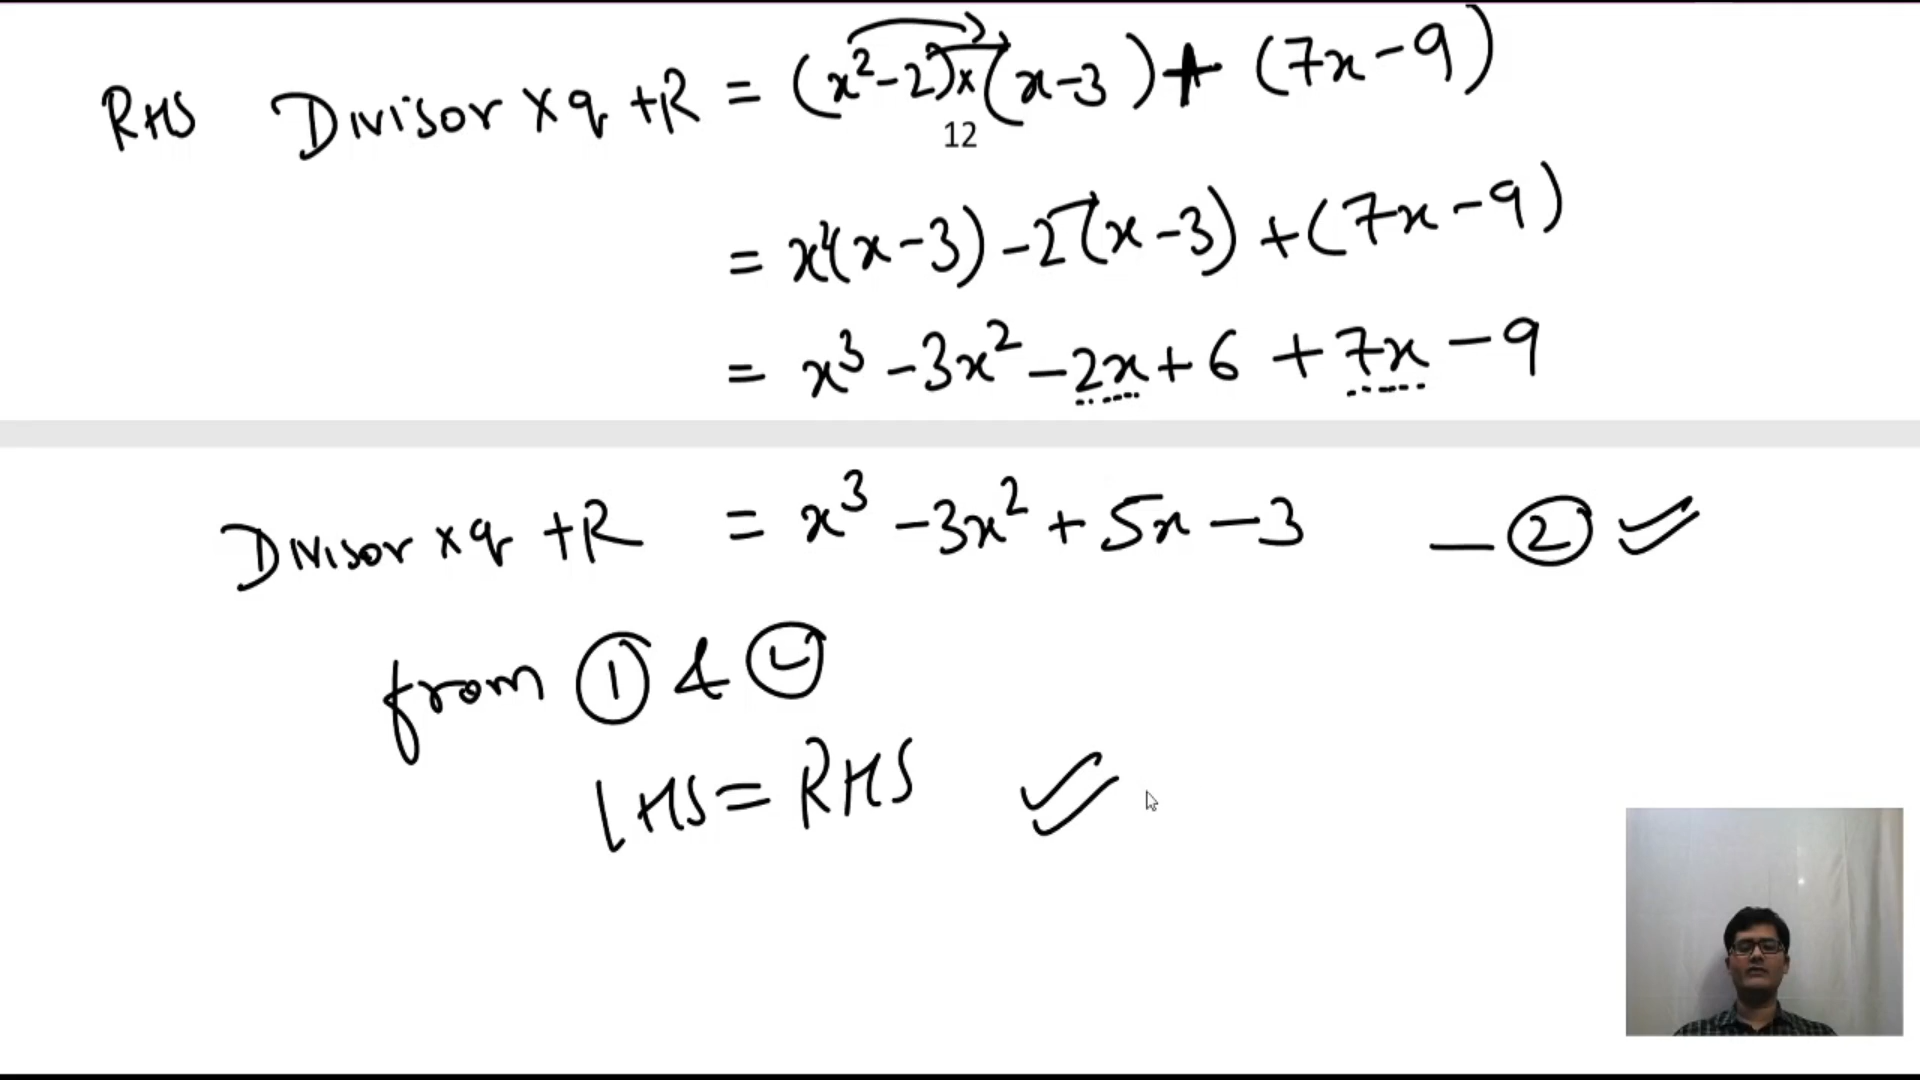 RHS Divisor × q + R = (x²-2)×(x-3) + (7x-9)
12
= x²(x-3) -2(x-3) +(7x-9)
= x³ -3x² -2x + 6 + 7x - 9
Divisor × q + R = x³ -3x² + 5x - 3 — ②
from ① & ②
LHS = RHS